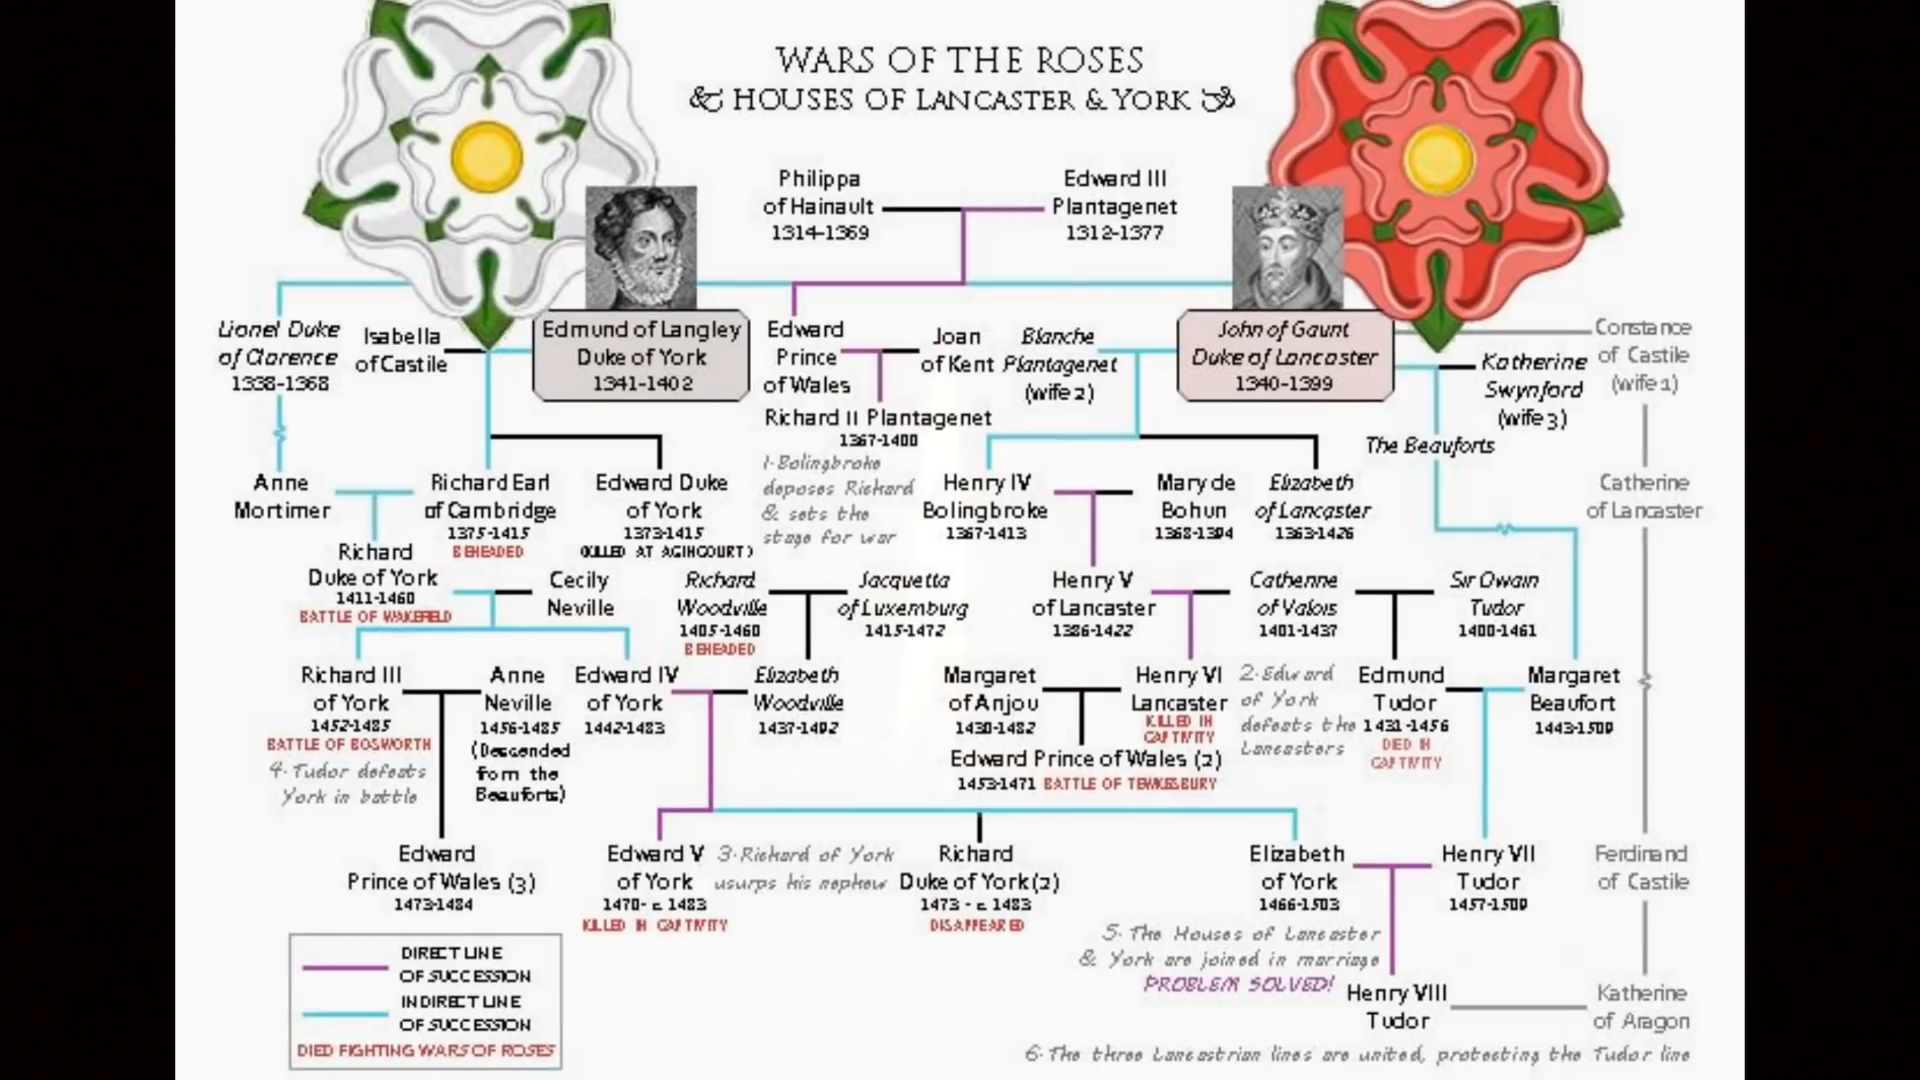 WARS OF THE ROSES
& HOUSES OF LANCASTER & YORK
Philippa
of Hainault
1314-1369
Edward III
Plantagenet
1312-1377
Lionel Duke
of Clarence
1338-1368
Isabella
of Castile
Edmund of Langley
Duke of York
1341-1402
Edward
Prince
of Wales
Joan
of Kent
Blanche
Plantagenet
(wife 2)
John of Gaunt
Duke of Lancaster
1340-1399
Katherine
Swynford
(wife 3)
Constance
of Castile
(wife 1)
Richard II Plantagenet
1367-1400
The Beauforts
1-Bolingbroke
deposes Richard
& sets the
stage for war
Anne
Mortimer
Richard Earl
of Cambridge
1375-1415
BEHEADED
Edward Duke
of York
1373-1415
(KILLED AT AGINCOURT)
Henry IV
Bolingbroke
1367-1413
Mary de
Bohun
1368-1394
Elizabeth
of Lancaster
1363-1426
Catherine
of Lancaster
Richard
Duke of York
1411-1460
BATTLE OF WAKEFIELD
Cecily
Neville
Richard
Woodville
1405-1460
BEHEADED
Jacquetta
of Luxemburg
1415-1472
Henry V
of Lancaster
1386-1422
Catherine
of Valois
1401-1437
Sir Owain
Tudor
1400-1461
Richard III
of York
1452-1485
BATTLE OF BOSWORTH
4-Tudor defeats
York in battle
Anne
Neville
1456-1485
(Descended
from the
Beauforts)
Edward IV
of York
1442-1483
Elizabeth
Woodville
1437-1492
Margaret
of Anjou
1430-1482
Henry VI
Lancaster
KILLED IN
CAPTIVITY
2-Edward
of York
defeats the
Lancasters
Edmund
Tudor
1431-1456
DIED IN
CAPTIVITY
Margaret
Beaufort
1443-1509
Edward Prince of Wales (2)
1453-1471 BATTLE OF TEWKESBURY
Edward
Prince of Wales (3)
1473-1484
Edward V
of York
1470- c 1483
KILLED IN CAPTIVITY
3-Richard of York
usurps his nephew
Richard
Duke of York (2)
1473 - c 1483
DISAPPEARED
Elizabeth
of York
1466-1503
Henry VII
Tudor
1457-1509
Ferdinand
of Castile
5- The Houses of Lancaster
& York are joined in marriage
PROBLEM SOLVED!
Henry VIII
Tudor
Katherine
of Aragon
DIRECT LINE
OF SUCCESSION
INDIRECT LINE
OF SUCCESSION
DIED FIGHTING WARS OF ROSES
6-The three Lancastrian lines are united, protecting the Tudor line